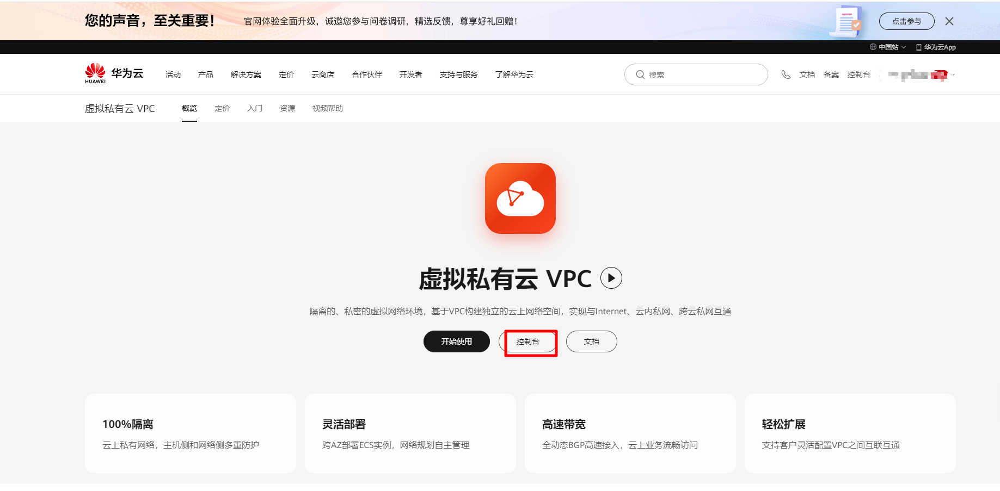 您的声音，至关重要！
官网体验全面升级，诚邀您参与问卷调研，精选反馈，尊享好礼回赠！
点击参与
中国站
华为云App
HUAWEI
华为云
活动
产品
解决方案
定价
云商店
合作伙伴
开发者
支持与服务
了解华为云
搜索
文档
备案
控制台
虚拟私有云 VPC
概览
定价
入门
资源
视频帮助
虚拟私有云 VPC
隔离的、私密的虚拟网络环境，基于VPC构建独立的云上网络空间，实现与Internet、云内私网、跨云私网互通
开始使用
控制台
文档
100%隔离
云上私有网络，主机侧和网络侧多重防护
灵活部署
跨AZ部署ECS实例，网络规划自主管理
高速带宽
全动态BGP高速接入，云上业务流畅访问
轻松扩展
支持客户灵活配置VPC之间互联互通